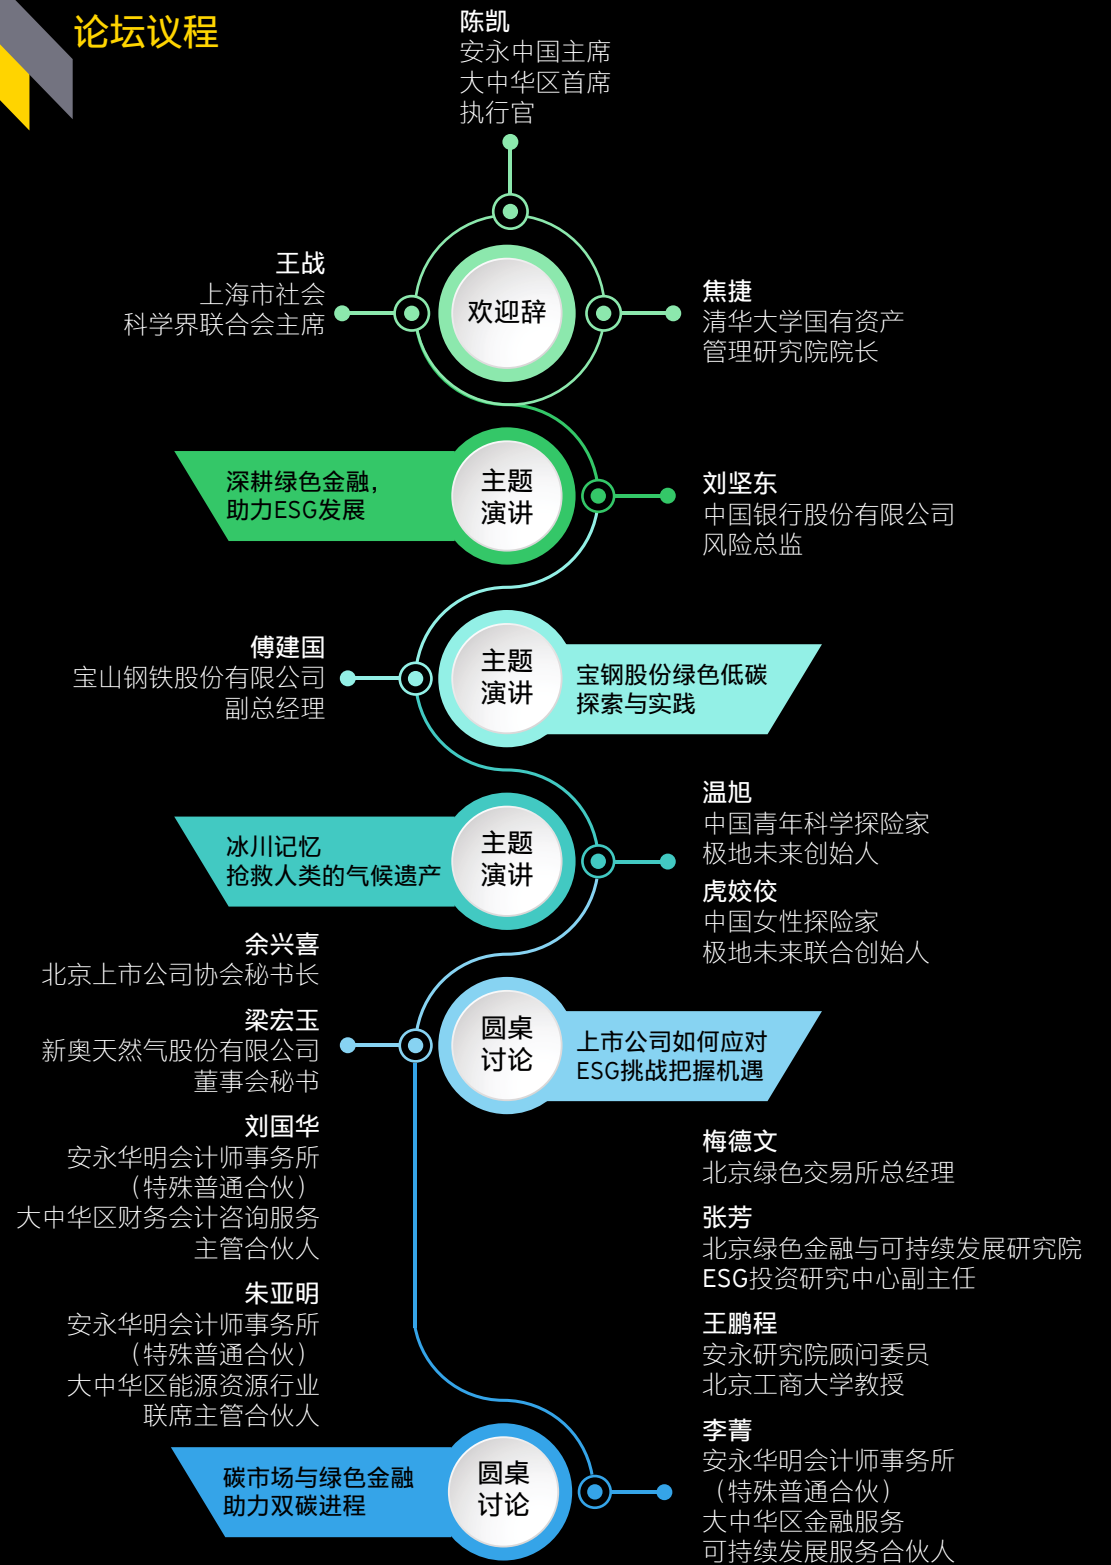 论坛议程
陈凯
安永中国主席
大中华区首席
执行官
王战
上海市社会
科学界联合会主席
欢迎辞
焦捷
清华大学国有资产
管理研究院院长
深耕绿色金融，
助力ESG发展
主题
演讲
刘坚东
中国银行股份有限公司
风险总监
傅建国
宝山钢铁股份有限公司
副总经理
主题
演讲
宝钢股份绿色低碳
探索与实践
冰川记忆
抢救人类的气候遗产
主题
演讲
温旭
中国青年科学探险家
极地未来创始人
虎姣佼
中国女性探险家
极地未来联合创始人
余兴喜
北京上市公司协会秘书长
梁宏玉
新奥天然气股份有限公司
董事会秘书
刘国华
安永华明会计师事务所
（特殊普通合伙）
大中华区财务会计咨询服务
主管合伙人
朱亚明
安永华明会计师事务所
（特殊普通合伙）
大中华区能源资源行业
联席主管合伙人
圆桌
讨论
上市公司如何应对
ESG挑战把握机遇
碳市场与绿色金融
助力双碳进程
圆桌
讨论
梅德文
北京绿色交易所总经理
张芳
北京绿色金融与可持续发展研究院
ESG投资研究中心副主任
王鹏程
安永研究院顾问委员
北京工商大学教授
李菁
安永华明会计师事务所
（特殊普通合伙）
大中华区金融服务
可持续发展服务合伙人